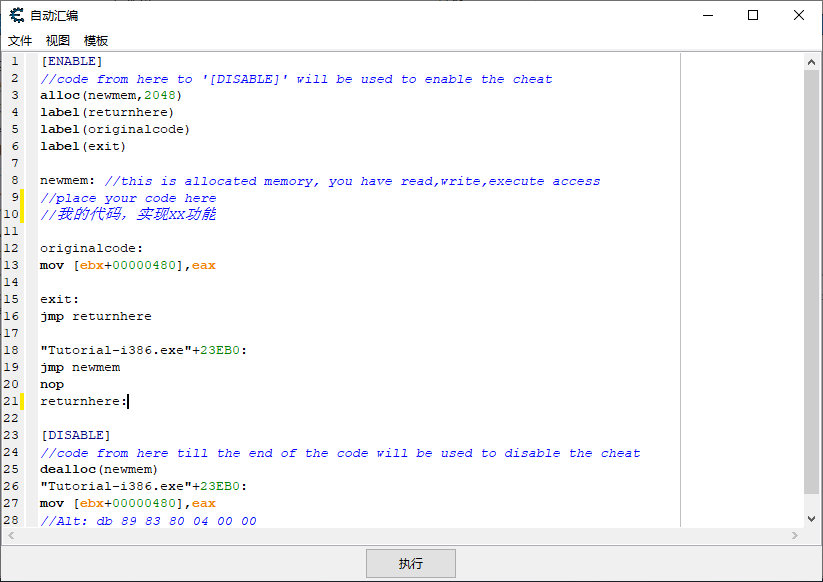 自动汇编
文件 视图 模板
1 [ENABLE]
2 //code from here to '[DISABLE]' will be used to enable the cheat
3 alloc(newmem,2048)
4 label(returnhere)
5 label(originalcode)
6 label(exit)
7
8 newmem: //this is allocated memory, you have read,write,execute access
9 //place your code here
10 //我的代码，实现XX功能
11
12 originalcode:
13 mov [ebx+00000480],eax
14
15 exit:
16 jmp returnhere
17
18 "Tutorial-i386.exe"+23EB0:
19 jmp newmem
20 nop
21 returnhere:
22
23 [DISABLE]
24 //code from here till the end of the code will be used to disable the cheat
25 dealloc(newmem)
26 "Tutorial-i386.exe"+23EB0:
27 mov [ebx+00000480],eax
28 //Alt: db 89 83 80 04 00 00
执行